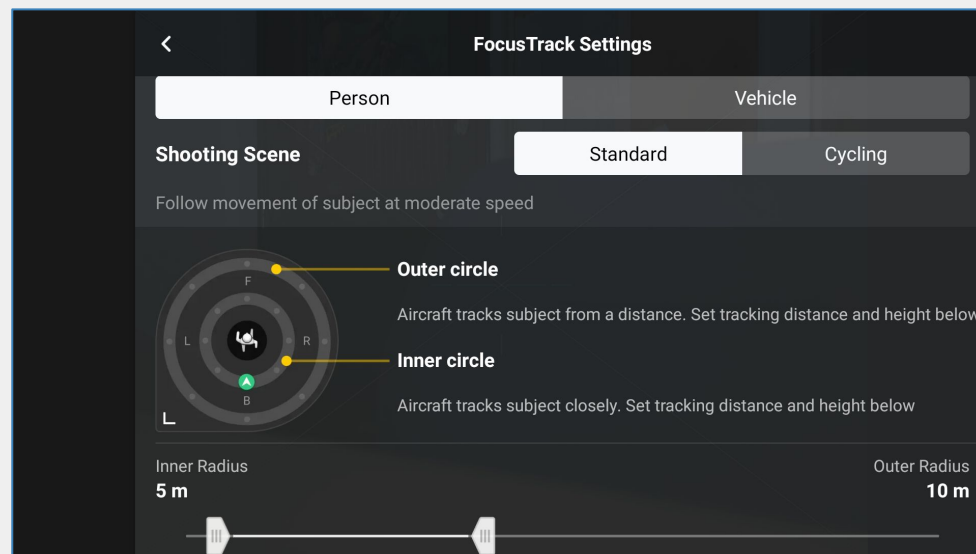 FocusTrack Settings
Person
Vehicle
Shooting Scene
Standard
Cycling
Follow movement of subject at moderate speed
F
L
R
B
Outer circle
Aircraft tracks subject from a distance. Set tracking distance and height below
Inner circle
Aircraft tracks subject closely. Set tracking distance and height below
Inner Radius
Outer Radius
5 m
10 m